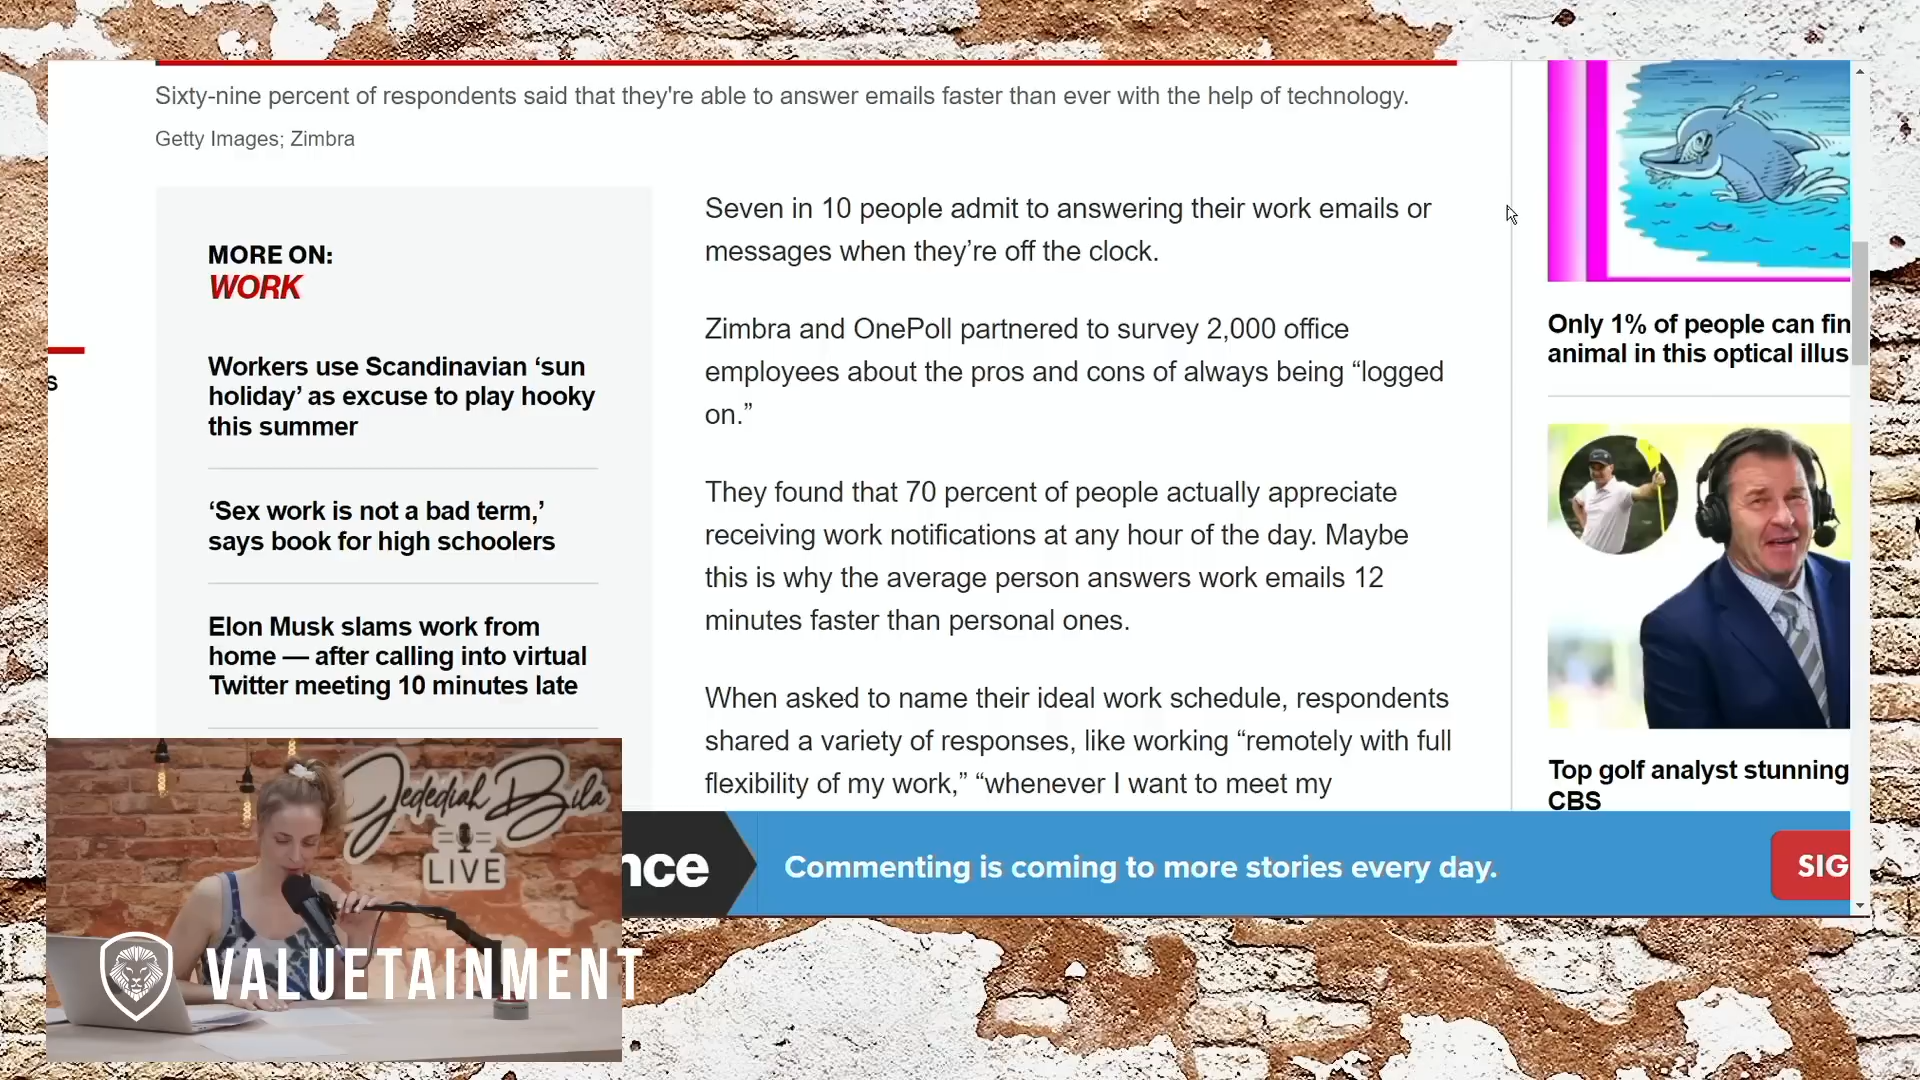 Sixty-nine percent of respondents said that they're able to answer emails faster than ever with the help of technology.
Getty Images; Zimbra
MORE ON:
WORK
Workers use Scandinavian ‘sun
holiday’ as excuse to play hooky
this summer
‘Sex work is not a bad term,’
says book for high schoolers
Elon Musk slams work from
home — after calling into virtual
Twitter meeting 10 minutes late
Seven in 10 people admit to answering their work emails or
messages when they’re off the clock.
Zimbra and OnePoll partnered to survey 2,000 office
employees about the pros and cons of always being “logged
on.”
They found that 70 percent of people actually appreciate
receiving work notifications at any hour of the day. Maybe
this is why the average person answers work emails 12
minutes faster than personal ones.
When asked to name their ideal work schedule, respondents
shared a variety of responses, like working “remotely with full
flexibility of my work,” “whenever I want to meet my
Only 1% of people can fin
animal in this optical illus
Top golf analyst stunning
CBS
s
nce
Commenting is coming to more stories every day.
SIG
Jedediah Bila
LIVE
VALUETAINMENT